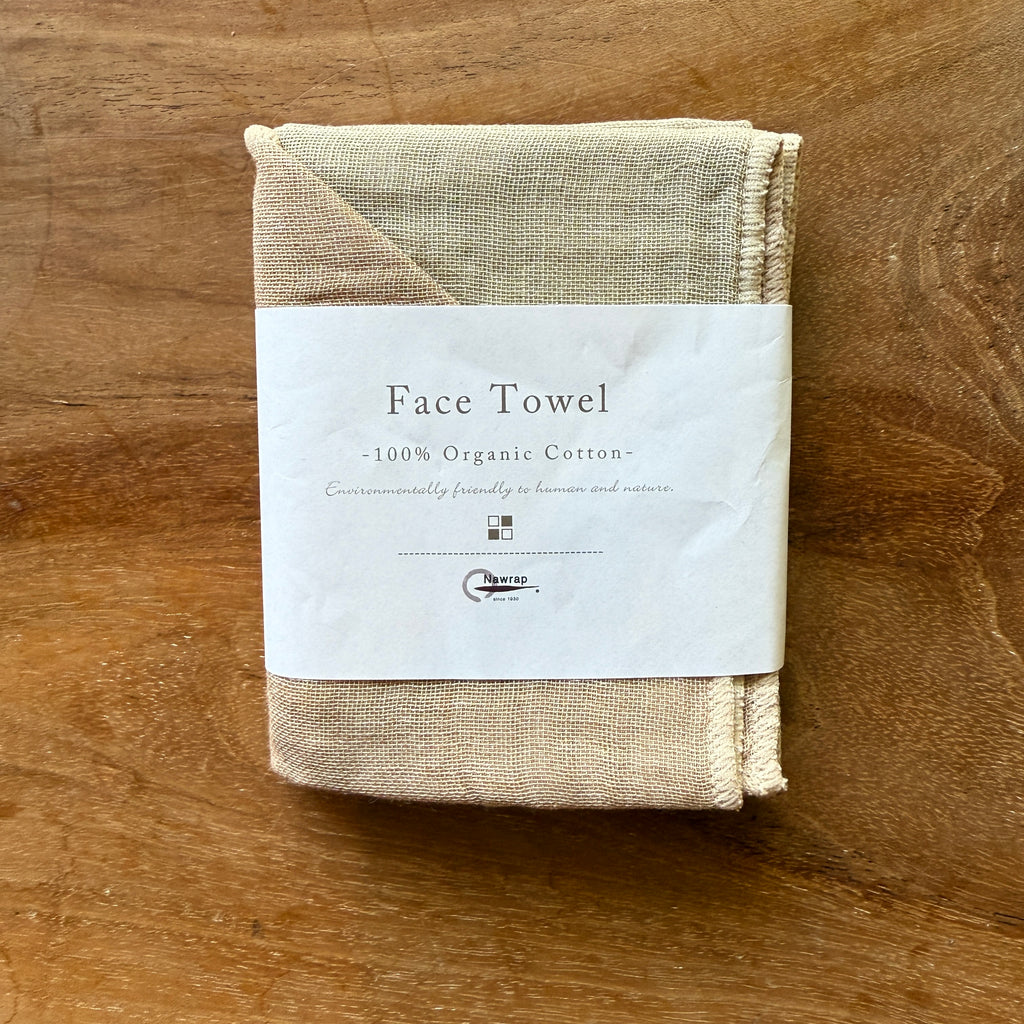 Face Towel
-100% Organic Cotton-
Environmentally friendly to human and nature.
Nawrap
since 1930